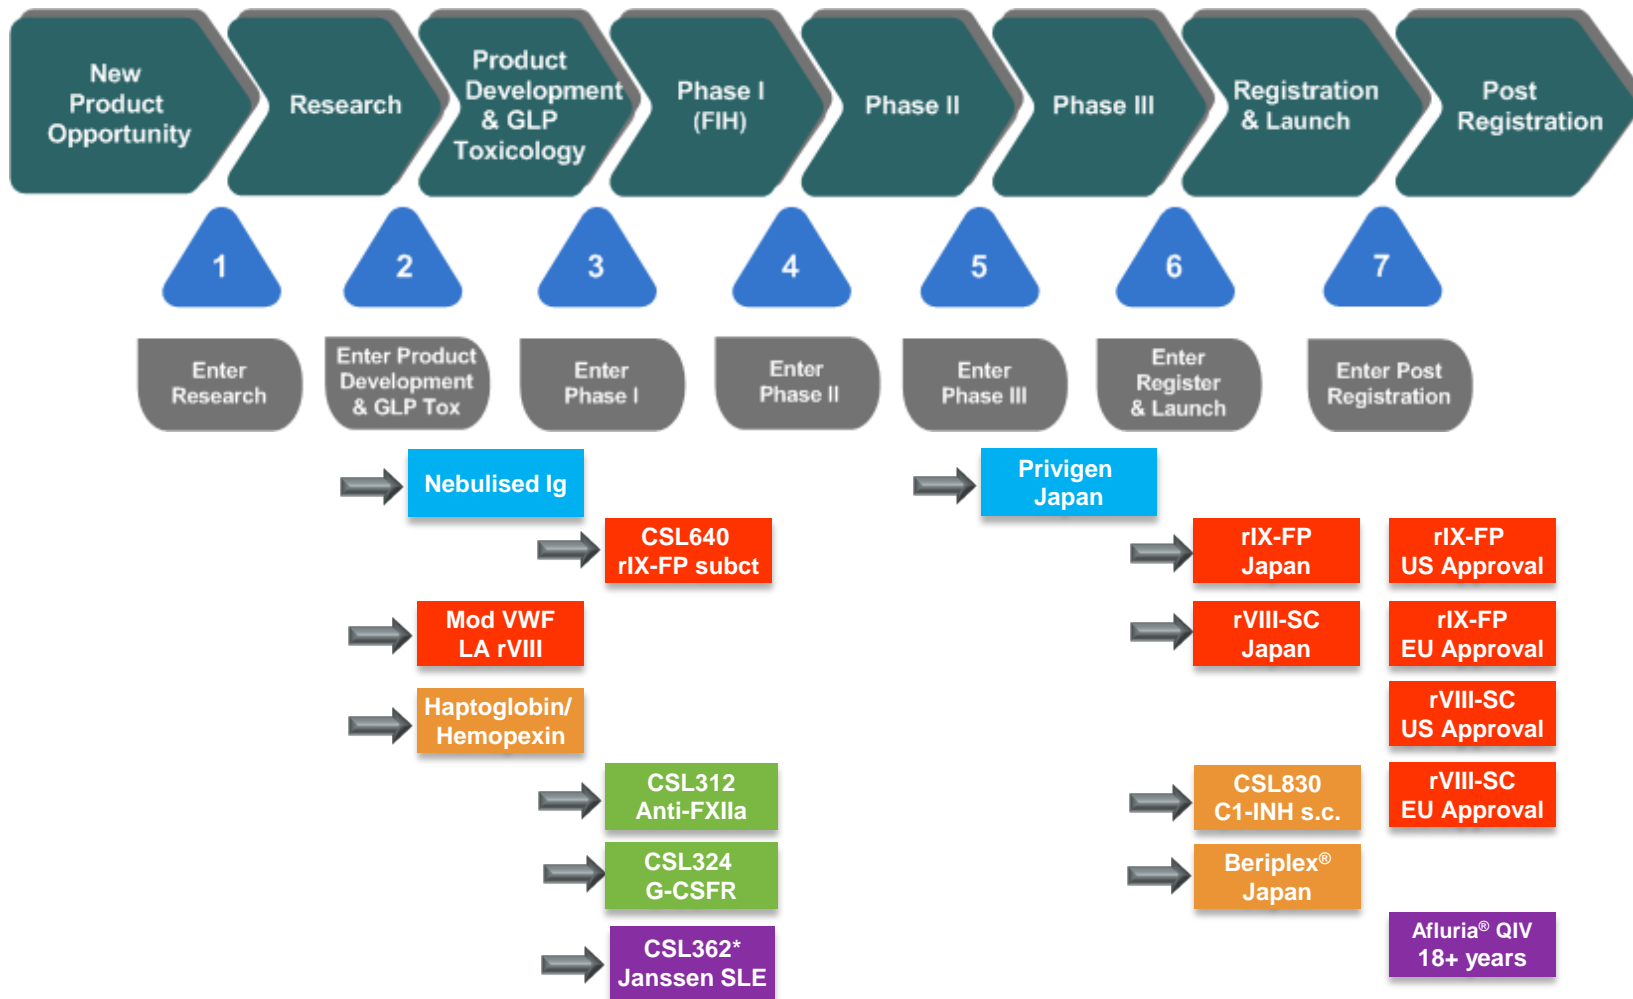 New
Product
Opportunity
Research
Product
Development
& GLP
Toxicology
Phase I
(FIH)
Phase II
Phase III
Registration
& Launch
Post
Registration
1
2
3
4
5
6
7
Enter
Research
Enter Product
Development
& GLP Tox
Enter
Phase I
Enter
Phase II
Enter
Phase III
Enter
Register
& Launch
Enter Post
Registration
Nebulised Ig
Privigen
Japan
CSL640
rIX-FP subct
rIX-FP
Japan
rIX-FP
US Approval
Mod VWF
LA rVIII
rVIII-SC
Japan
rIX-FP
EU Approval
Haptoglobin/
Hemopexin
rVIII-SC
US Approval
CSL312
Anti-FXIIa
CSL830
C1-INH s.c.
rVIII-SC
EU Approval
CSL324
G-CSFR
Beriplex®
Japan
CSL362*
Janssen SLE
Afluria® QIV
18+ years